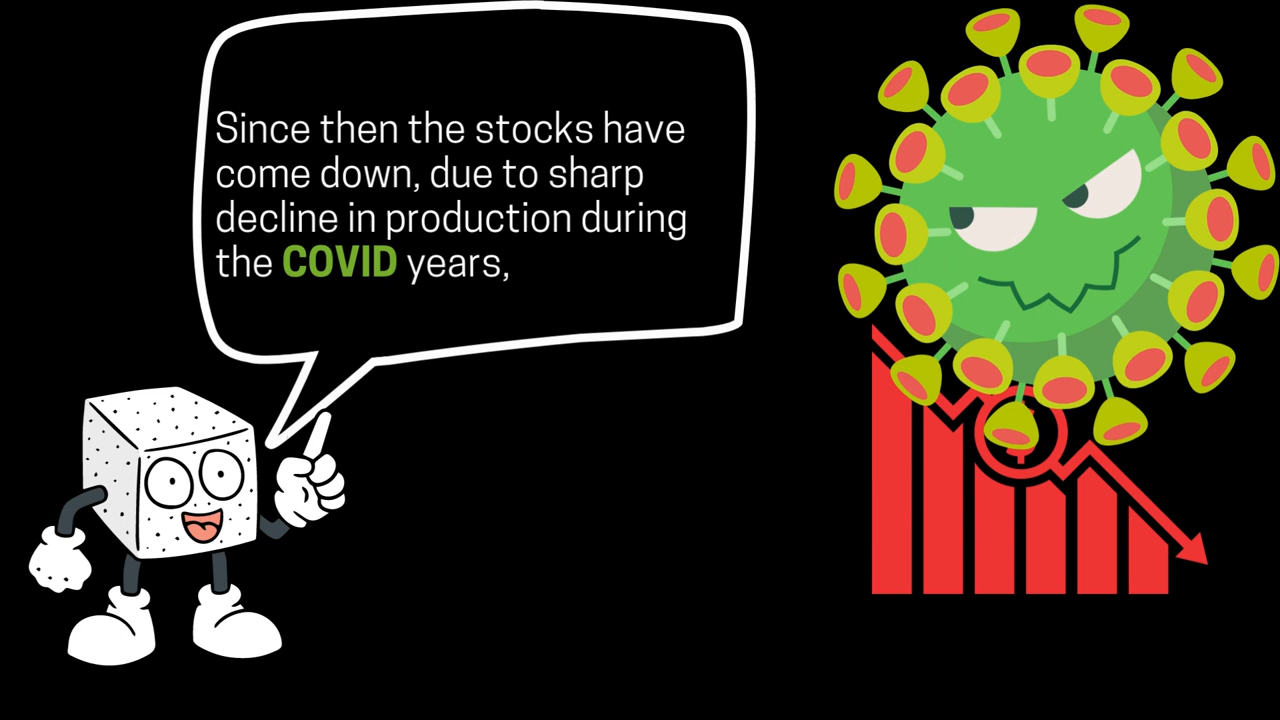 Since then the stocks have
come down, due to sharp
decline in production during
the COVID years,